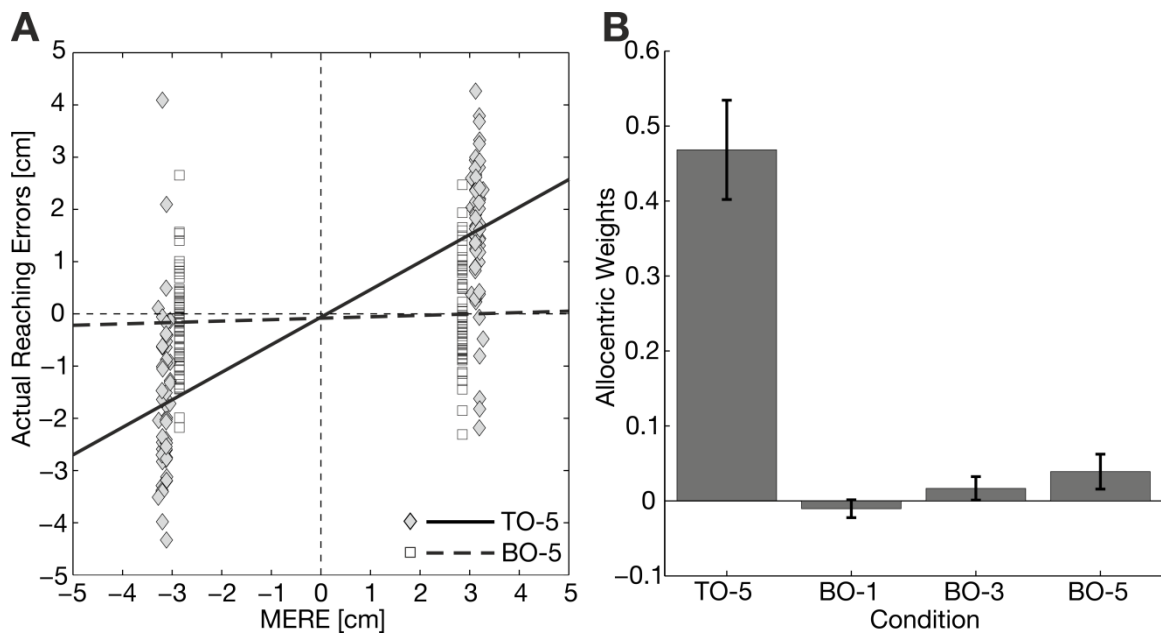 A
Actual Reaching Errors [cm]
5
4
3
2
1
0
−1
−2
−3
−4
−5
−5 −4 −3 −2 −1 0 1 2 3 4 5
MERE [cm]
TO-5
BO-5
B
Allocentric Weights
0.6
0.5
0.4
0.3
0.2
0.1
0
−0.1
TO-5 BO-1 BO-3 BO-5
Condition